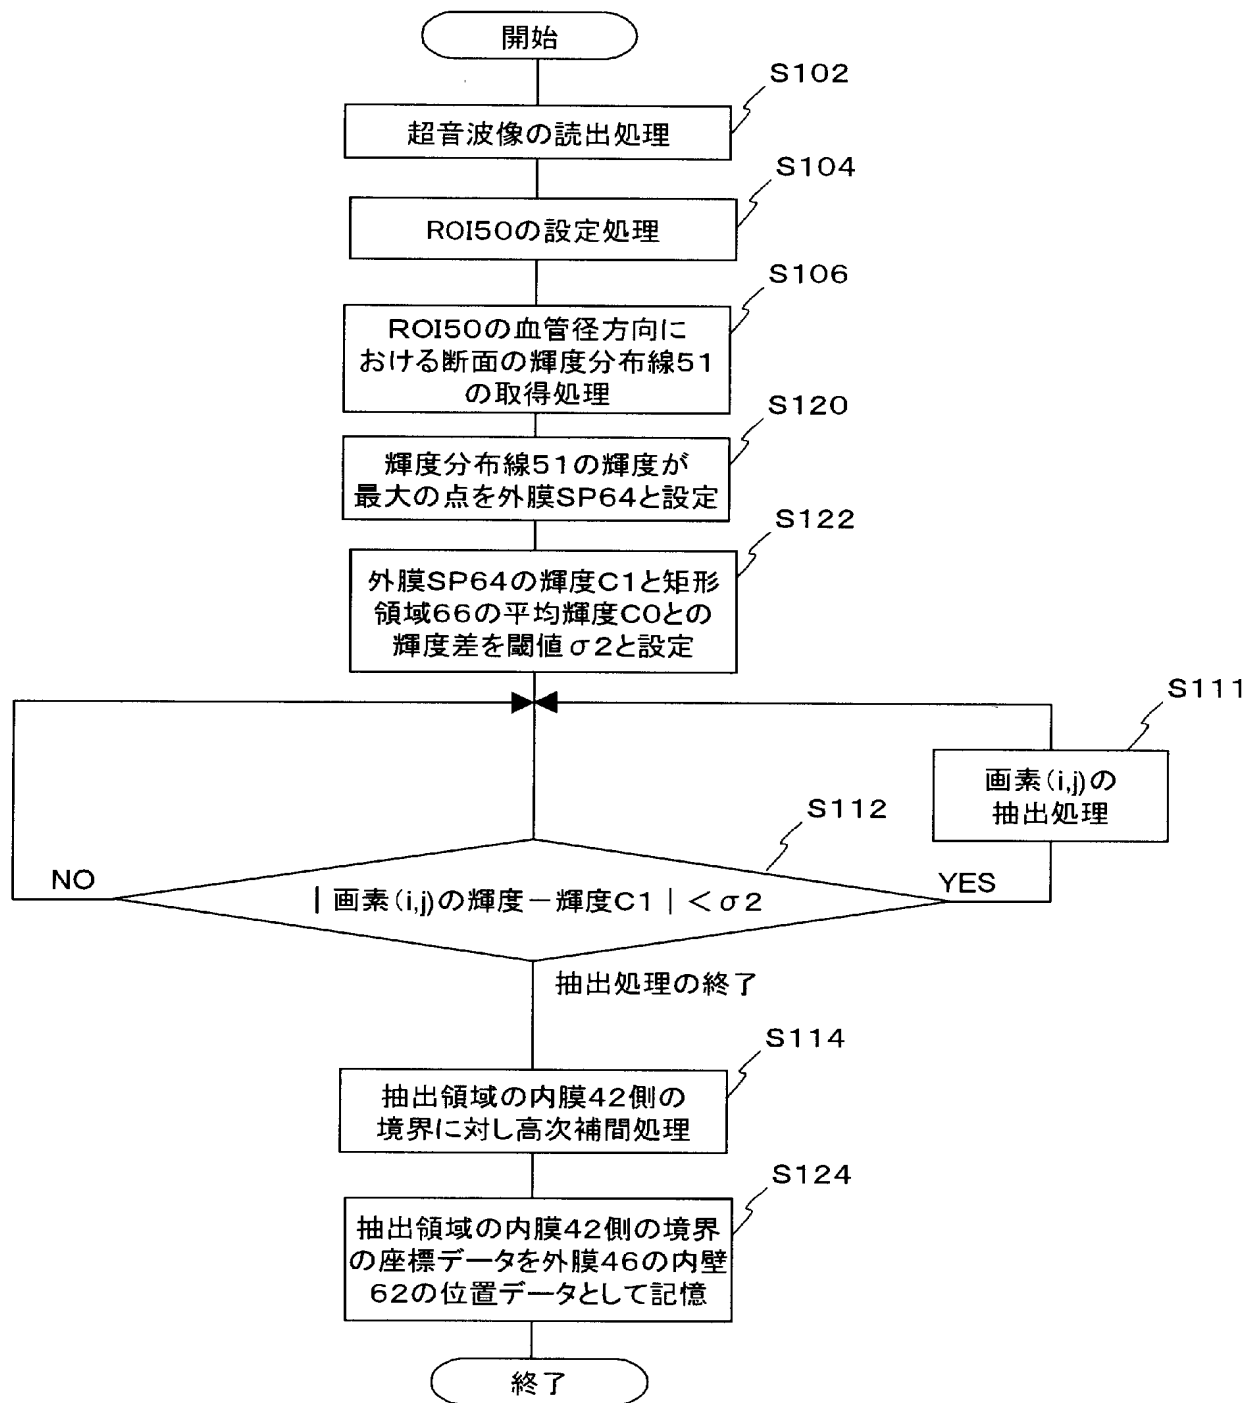 開始
S102
超音波像の読出処理
S104
ROI50の設定処理
S106
ROI50の血管径方向に
おける断面の輝度分布線51
の取得処理
S120
輝度分布線51の輝度が
最大の点を外膜SP64と設定
S122
外膜SP64の輝度C1と矩形
領域66の平均輝度C0との
輝度差を閾値σ2と設定
S111
画素(i,j)の
抽出処理
S112
NO
|画素(i,j)の輝度－輝度C1|＜σ2
YES
抽出処理の終了
S114
抽出領域の内膜42側の
境界に対し高次補間処理
S124
抽出領域の内膜42側の境界
の座標データを外膜46の内壁
62の位置データとして記憶
終了